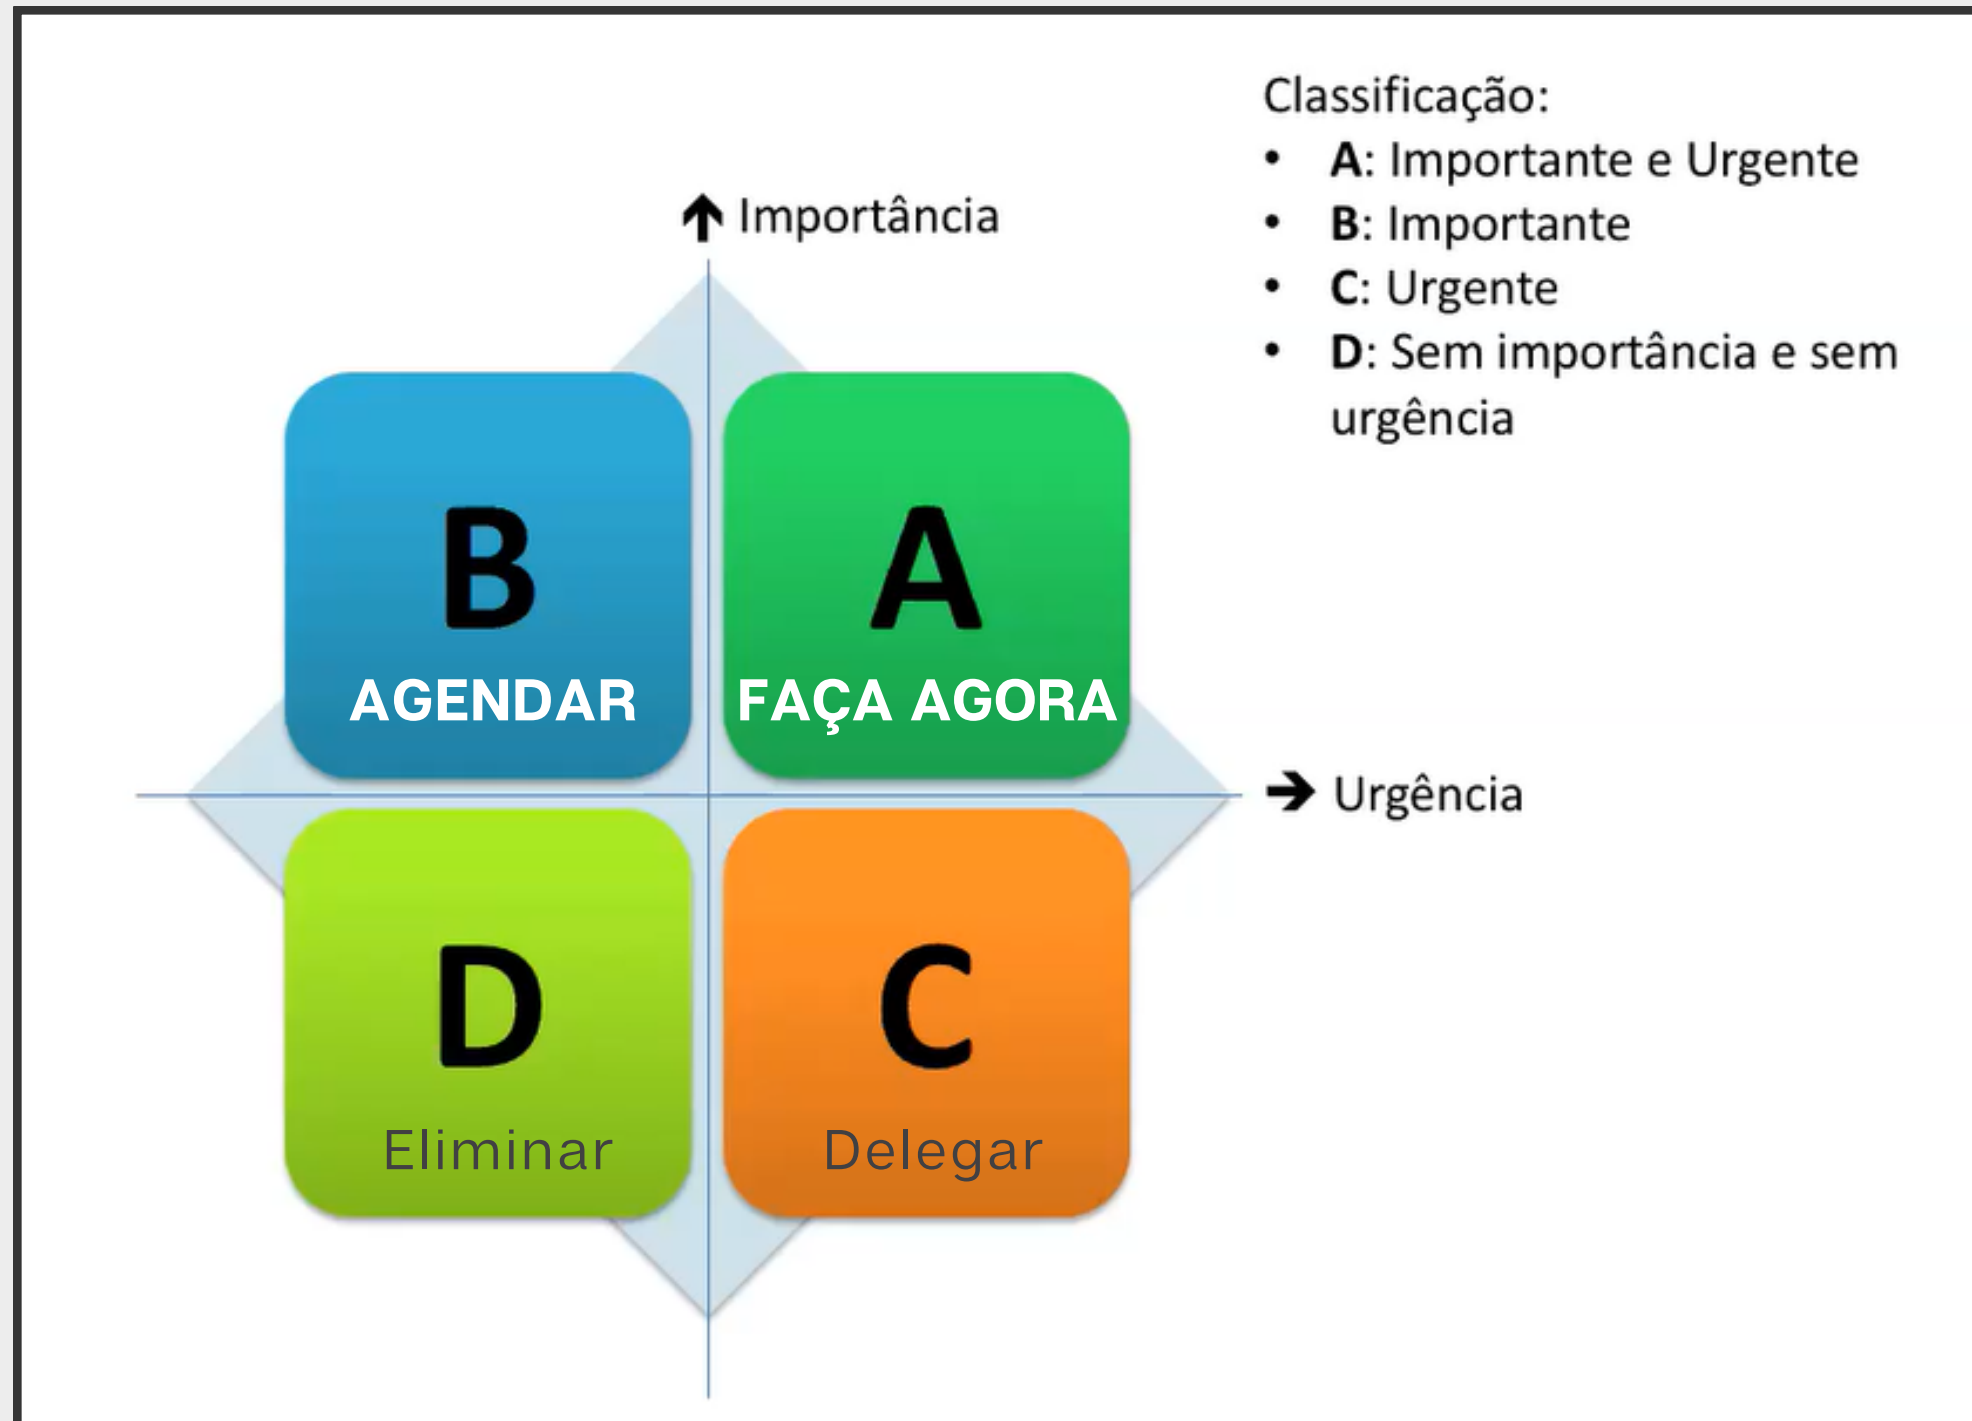 Classificação:
• A: Importante e Urgente
• B: Importante
• C: Urgente
• D: Sem importância e sem
urgência
Importância
B
AGENDAR
A
FAÇA AGORA
Urgência
D
Eliminar
C
Delegar